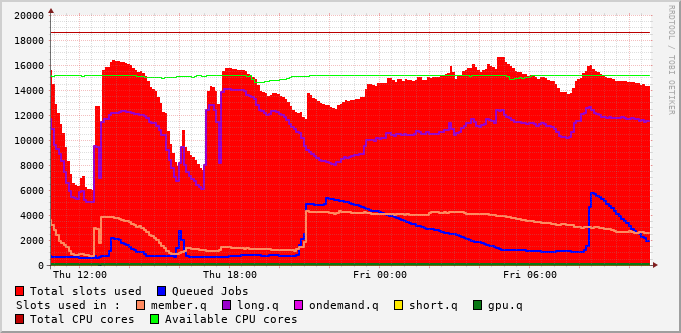 20000
18000
16000
14000
12000
10000
8000
6000
4000
2000
0
Thu 12:00 Thu 18:00 Fri 00:00 Fri 06:00
RRDTOOL / TOBI OETIKER
Total slots used Queued Jobs
Slots used in : member.q long.q ondemand.q short.q gpu.q
Total CPU cores Available CPU cores